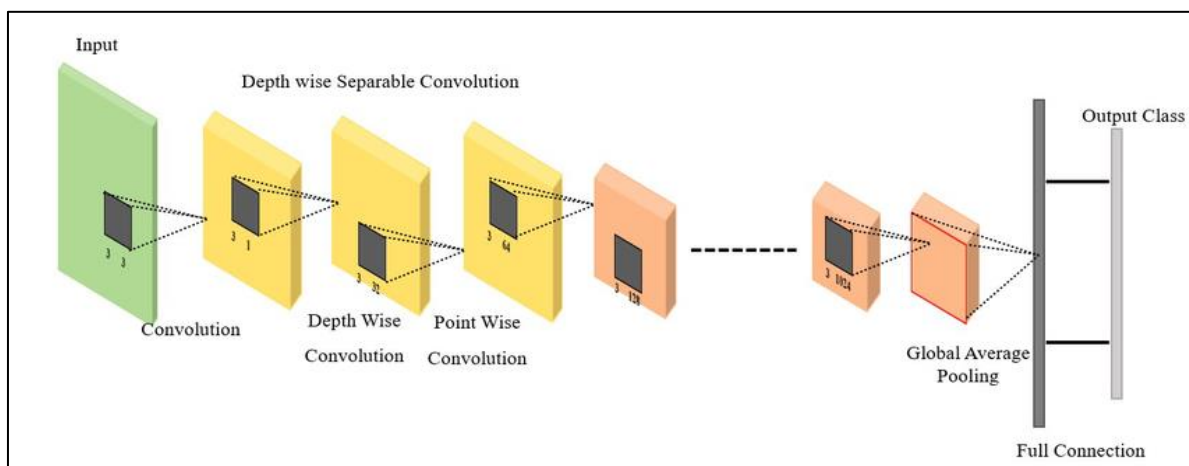 Input
Depth wise Separable Convolution
Output Class
3 3
3 1
3 32
3 64
3 128
3 1024
Convolution
Depth Wise
Convolution
Point Wise
Convolution
Global Average
Pooling
Full Connection